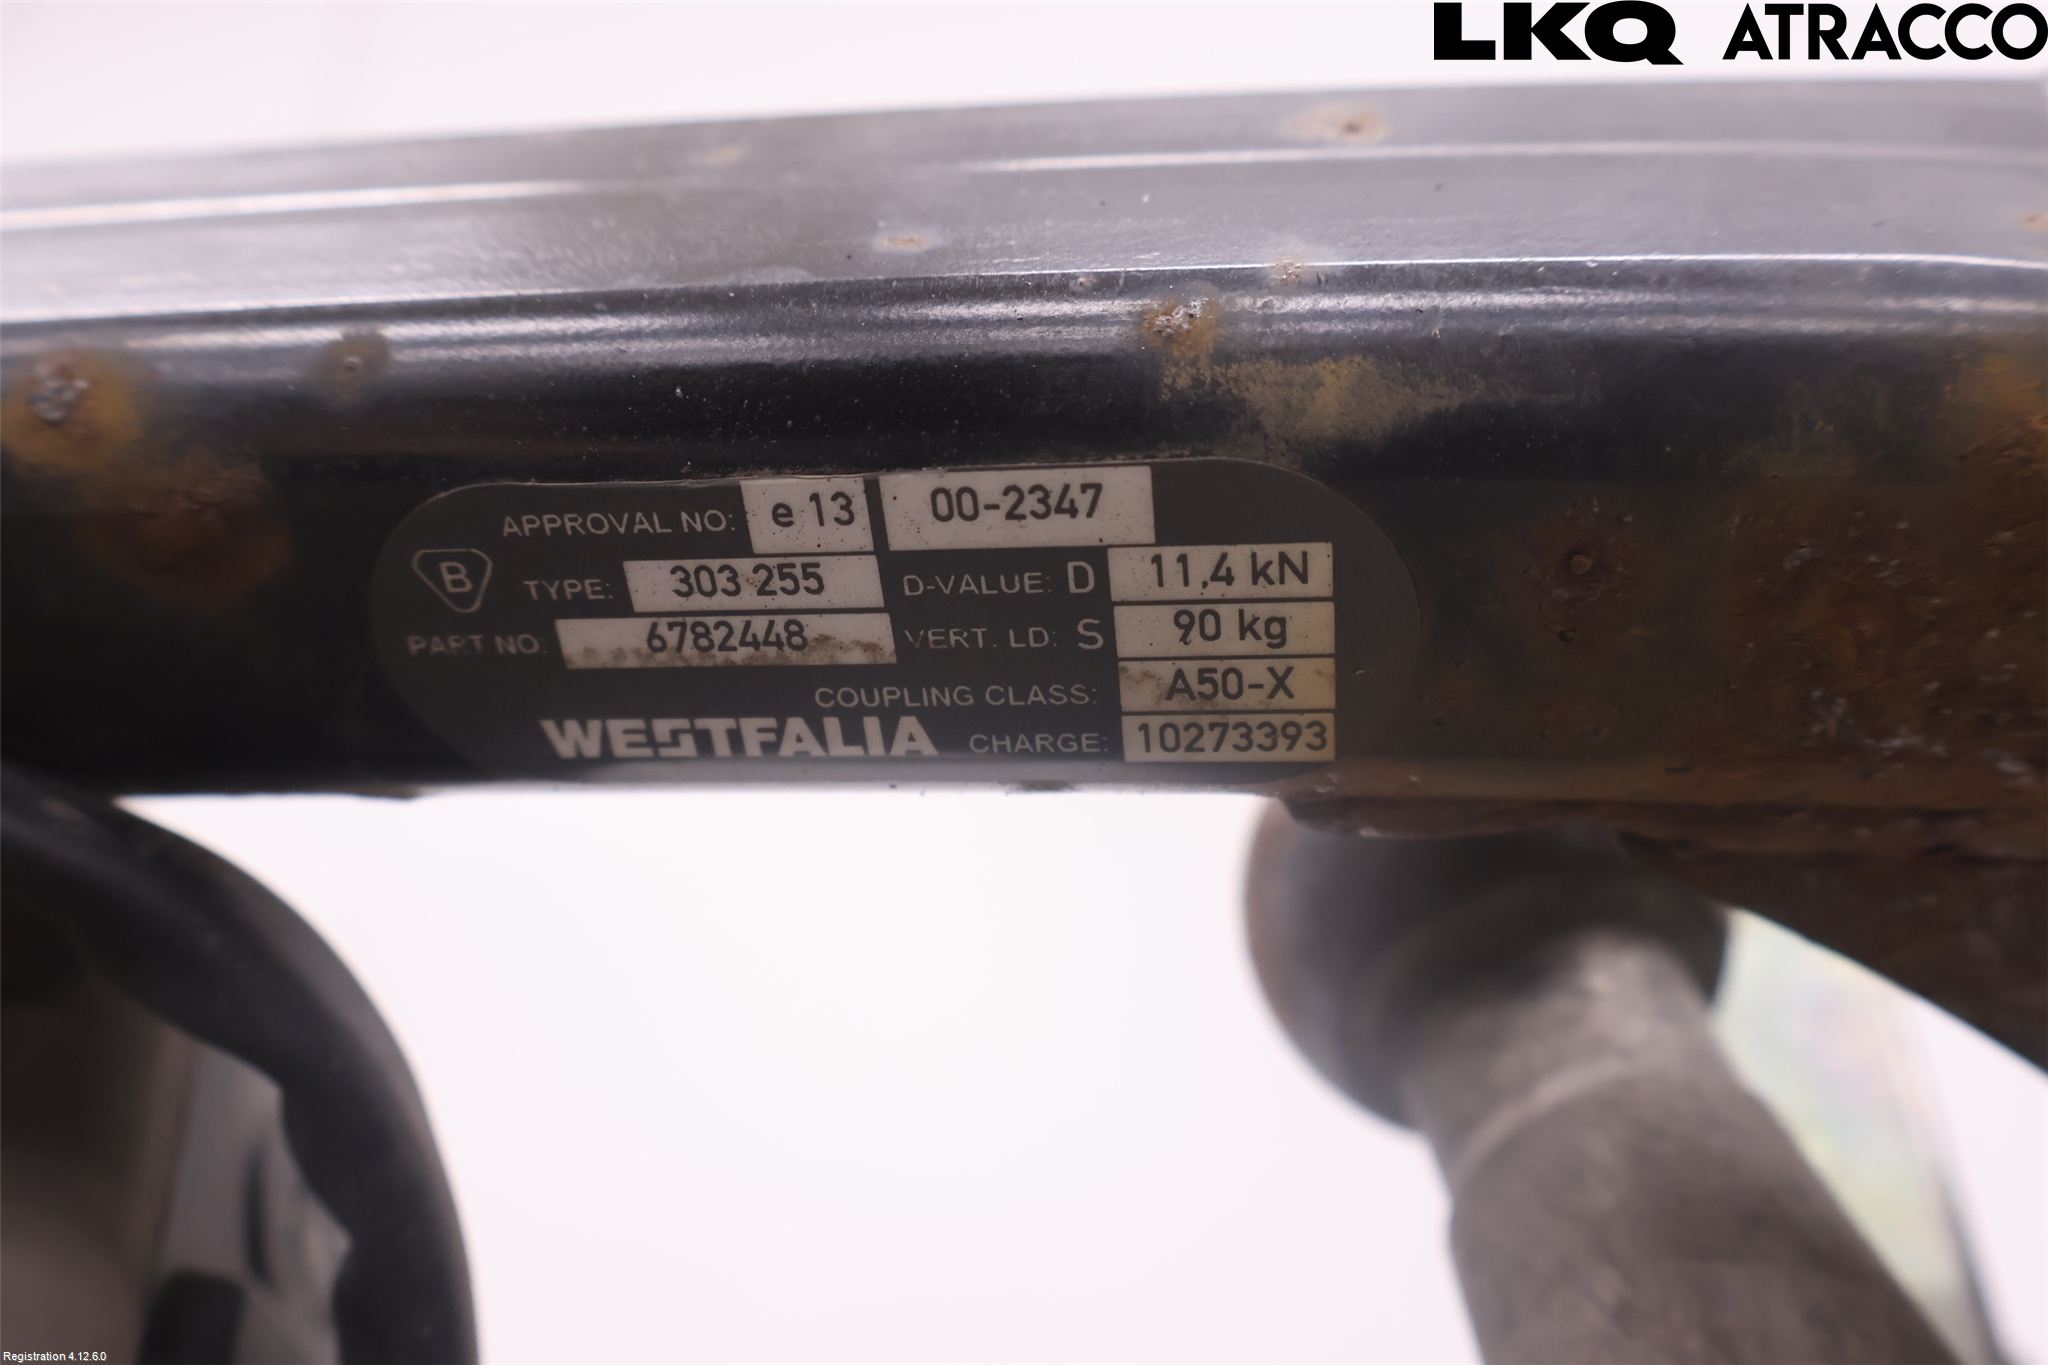 LKQ ATRACCO
APPROVAL NO: e 13 00-2347
B TYPE: 303 255 D-VALUE: D 11,4 kN
PART NO: 6782448 VERT. LD: S 90 kg
COUPLING CLASS: A50-X
WESTFALIA CHARGE: 10273393
Registration 4.12.6.0